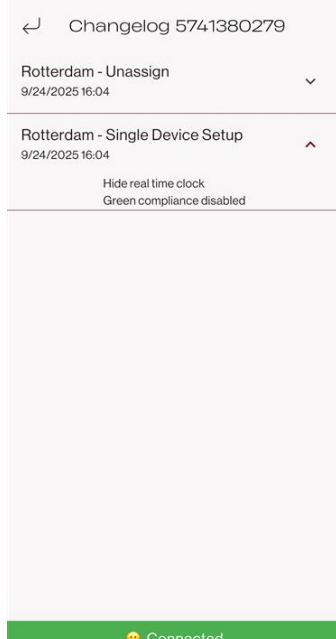 Changelog 5741380279
Rotterdam - Unassign
9/24/2025 16:04
Rotterdam - Single Device Setup
9/24/2025 16:04
Hide real time clock
Green compliance disabled
Connected